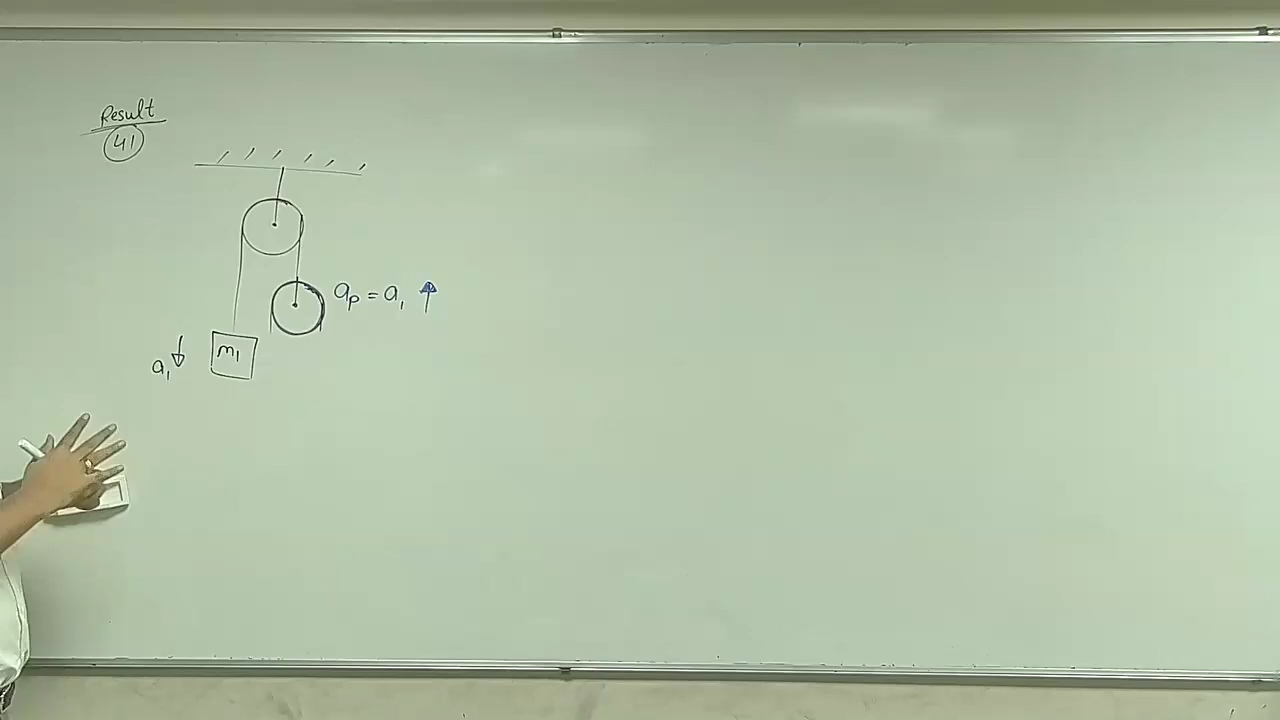 Result
41
aₚ = a₁ ↑
m₁
a₁ ↓